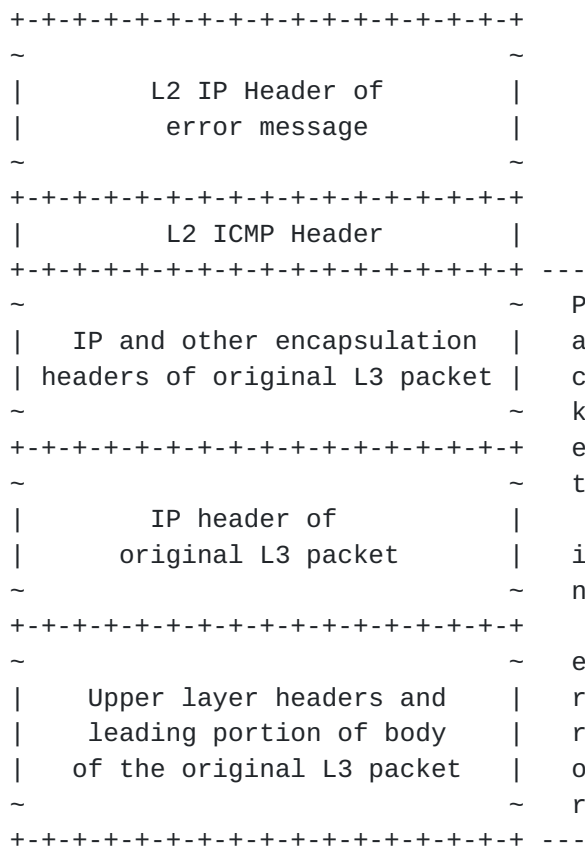 +-+-+-+-+-+-+-+-+-+-+-+-+-+-+-+-+
~                               ~
|        L2 IP Header of        |
|         error message         |
~                               ~
+-+-+-+-+-+-+-+-+-+-+-+-+-+-+-+-+
|         L2 ICMP Header        |
+-+-+-+-+-+-+-+-+-+-+-+-+-+-+-+-+ ---
~                               ~   P
|   IP and other encapsulation  |   a
| headers of original L3 packet |   c
~                               ~   k
+-+-+-+-+-+-+-+-+-+-+-+-+-+-+-+-+   e
~                               ~   t
|        IP header of           |
|      original L3 packet       |   i
~                               ~   n
+-+-+-+-+-+-+-+-+-+-+-+-+-+-+-+-+
~                               ~   e
|    Upper layer headers and    |   r
|    leading portion of body    |   r
|   of the original L3 packet   |   o
~                               ~   r
+-+-+-+-+-+-+-+-+-+-+-+-+-+-+-+-+ ---